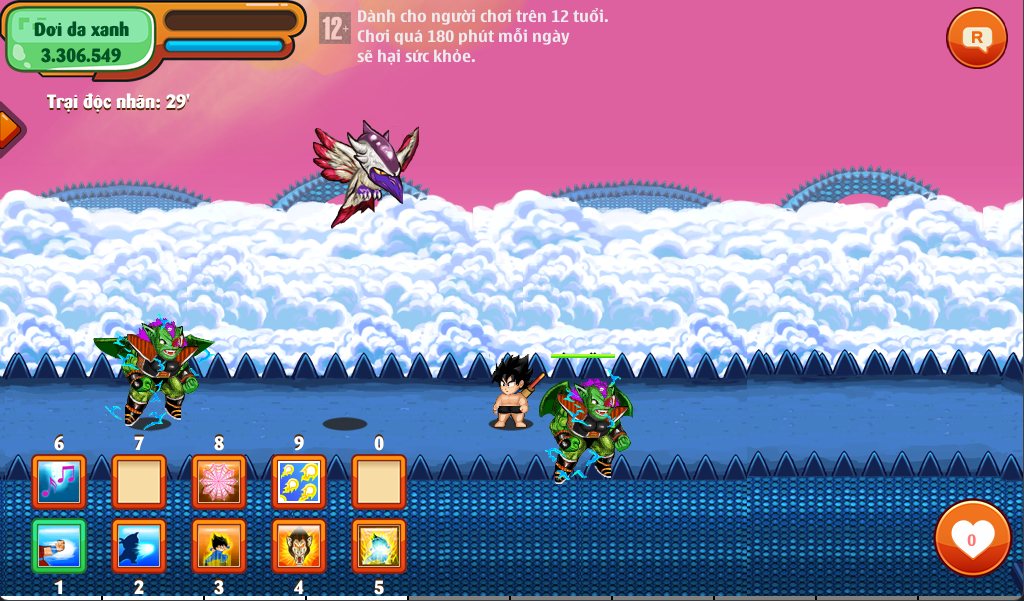 Dơi da xanh
3.306.549
12+
Dành cho người chơi trên 12 tuổi.
Chơi quá 180 phút mỗi ngày
sẽ hại sức khỏe.
R
Trại độc nhãn: 29'
6 7 8 9 0
1 2 3 4 5
0